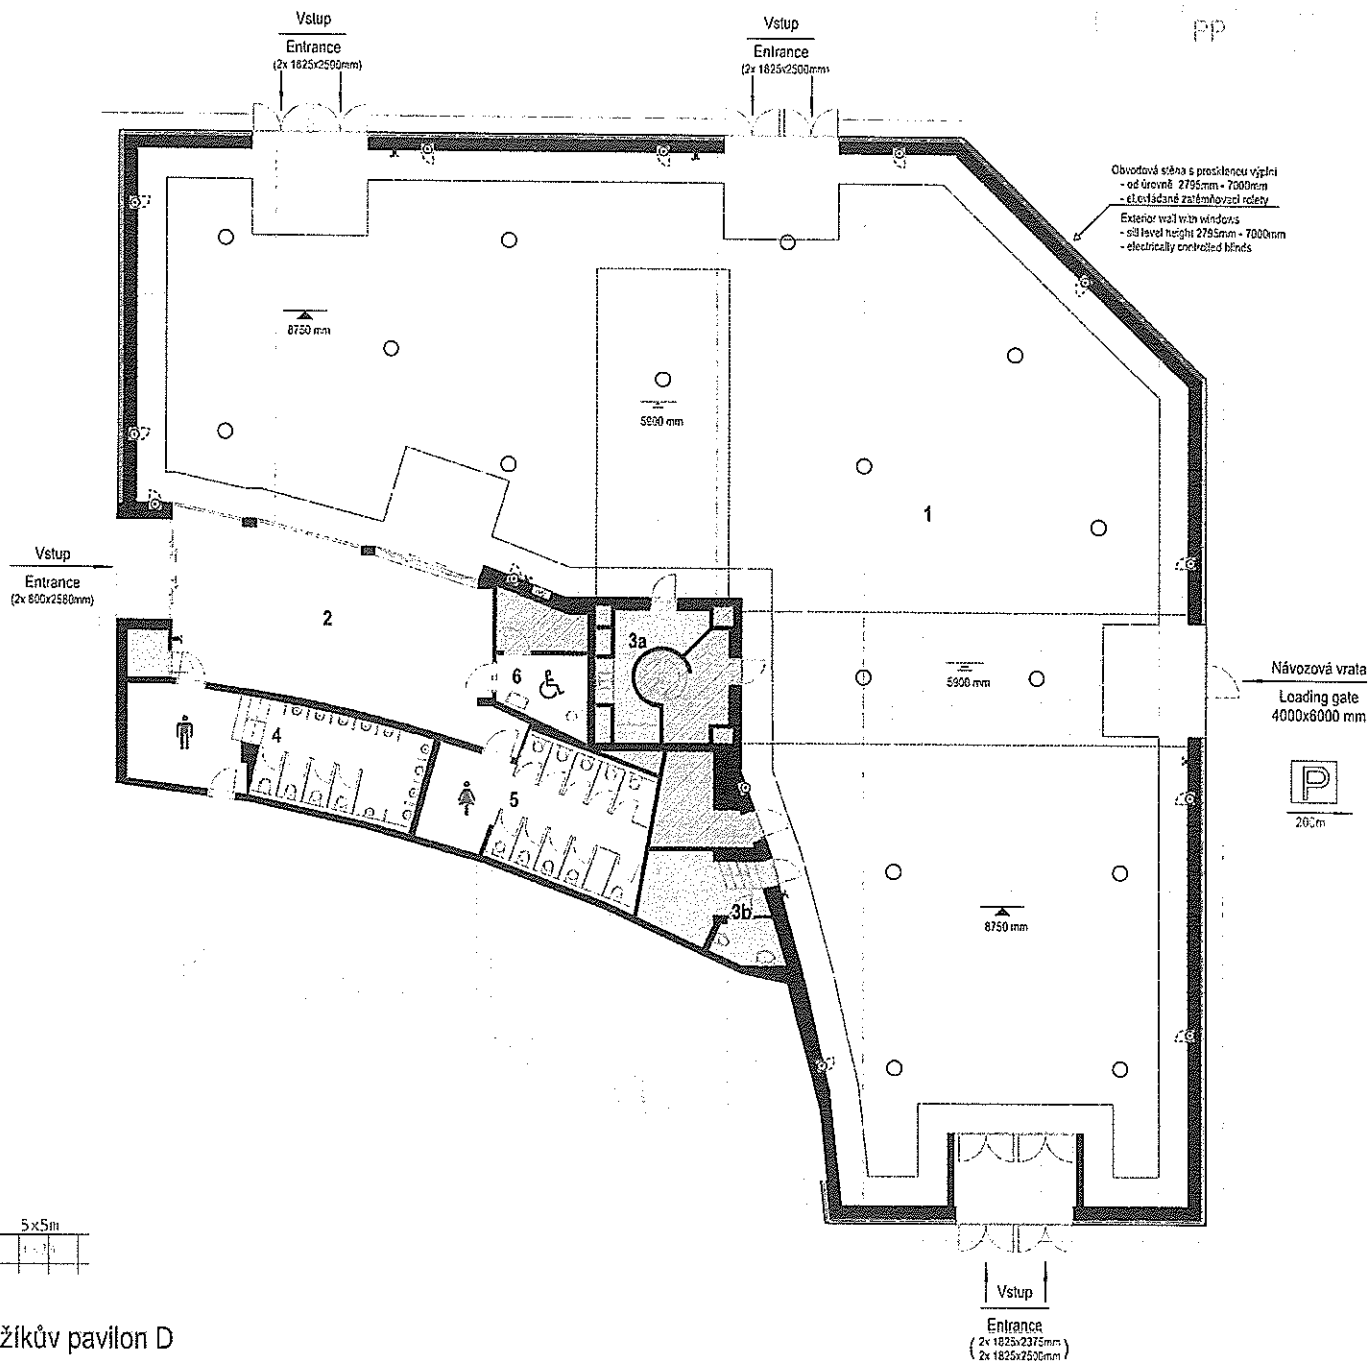 Vstup
Entrance
(2x 1825x2500mm)
Vstup
Entrance
(2x 1825x2500mm)
PP
Obvodová stěna s prosklenou výplní
- od úrovně 2795mm - 7000mm
- el.ovládané zatěmňovací rolety
Exterior wall with windows
- sill level height 2795mm - 7000mm
- electrically controlled blinds
8750 mm
5900 mm
1
Vstup
Entrance
(2x 800x2580mm)
2
3a
6
5900 mm
Návozová vrata
Loading gate
4000x6000 mm
4
5
P
200m
3b
8750 mm
5x5m
Vstup
Entrance
(2x 1825x2375mm
2x 1825x2500mm)
žíkův pavilon D